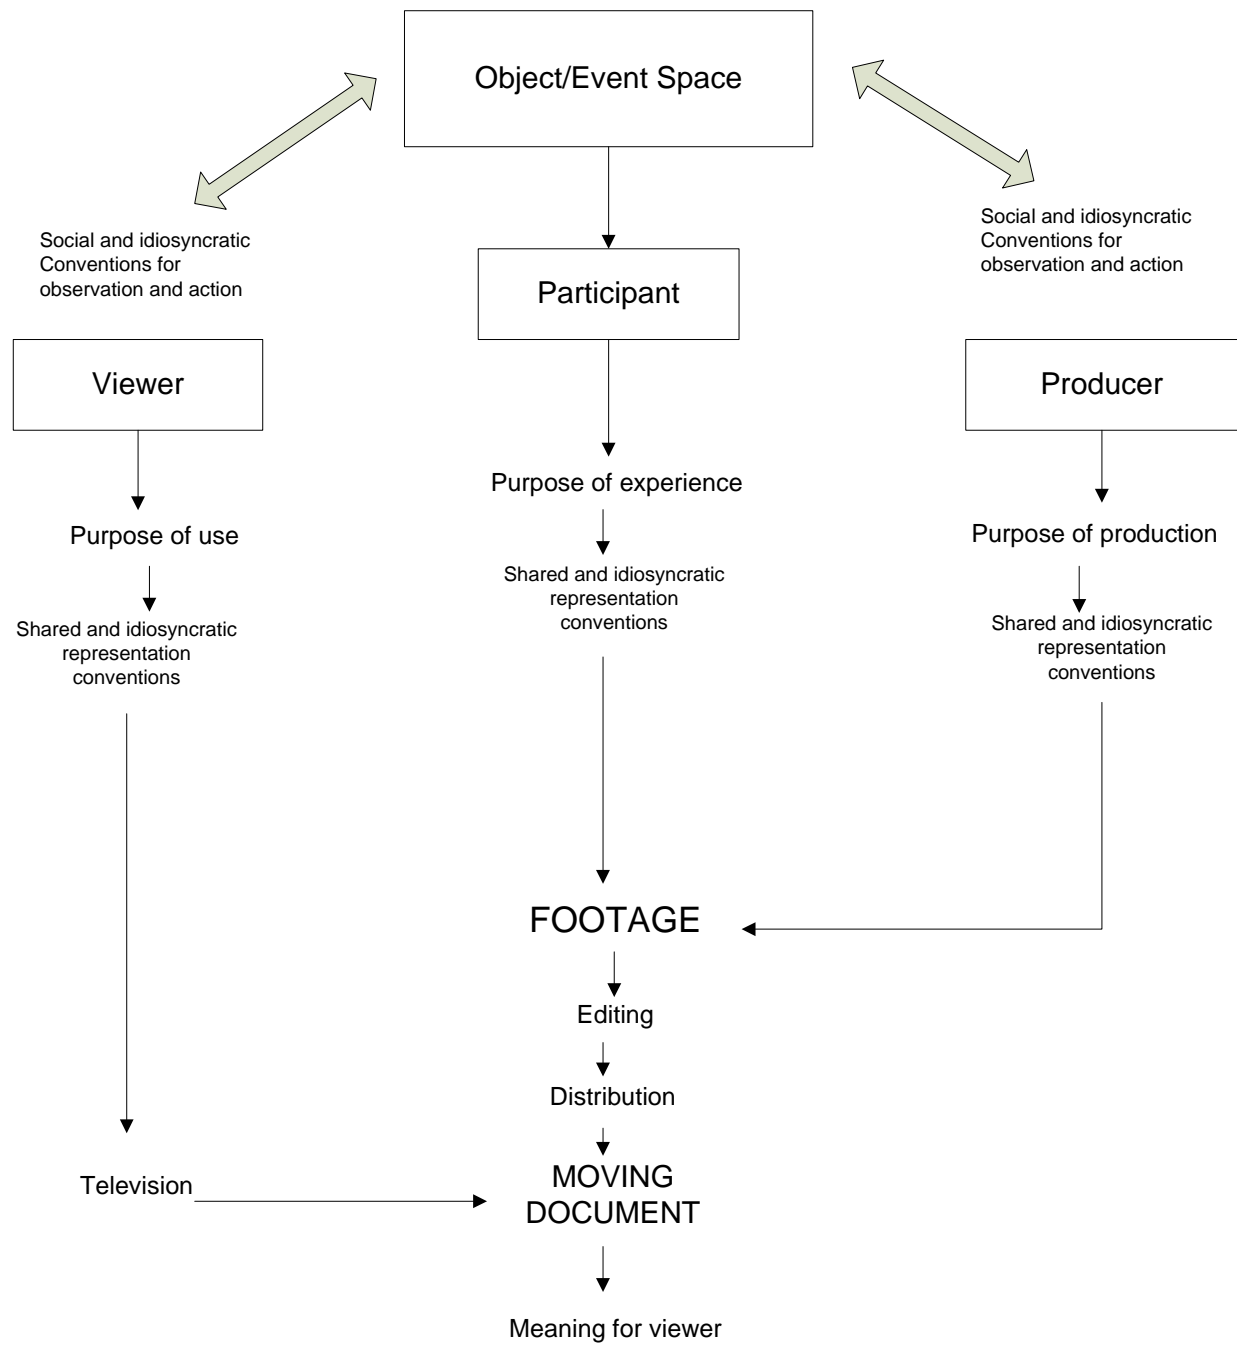 Object/Event Space
Social and idiosyncratic
Conventions for
observation and action
Social and idiosyncratic
Conventions for
observation and action
Participant
Viewer
Producer
Purpose of experience
Purpose of use
Purpose of production
Shared and idiosyncratic
representation
conventions
Shared and idiosyncratic
representation
conventions
Shared and idiosyncratic
representation
conventions
FOOTAGE
Editing
Distribution
Television
MOVING
DOCUMENT
Meaning for viewer